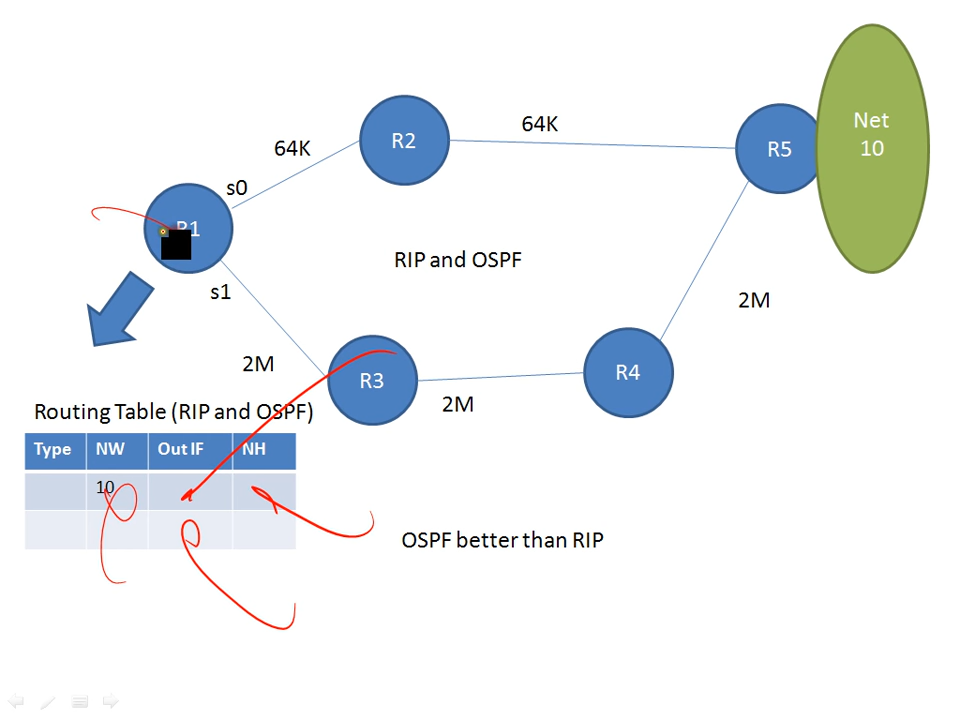 64K
Net
10
64K
R2
R5
s0
R1
RIP and OSPF
s1
2M
2M
R3
R4
2M
Routing Table (RIP and OSPF)
Type NW Out IF NH
10
OSPF better than RIP